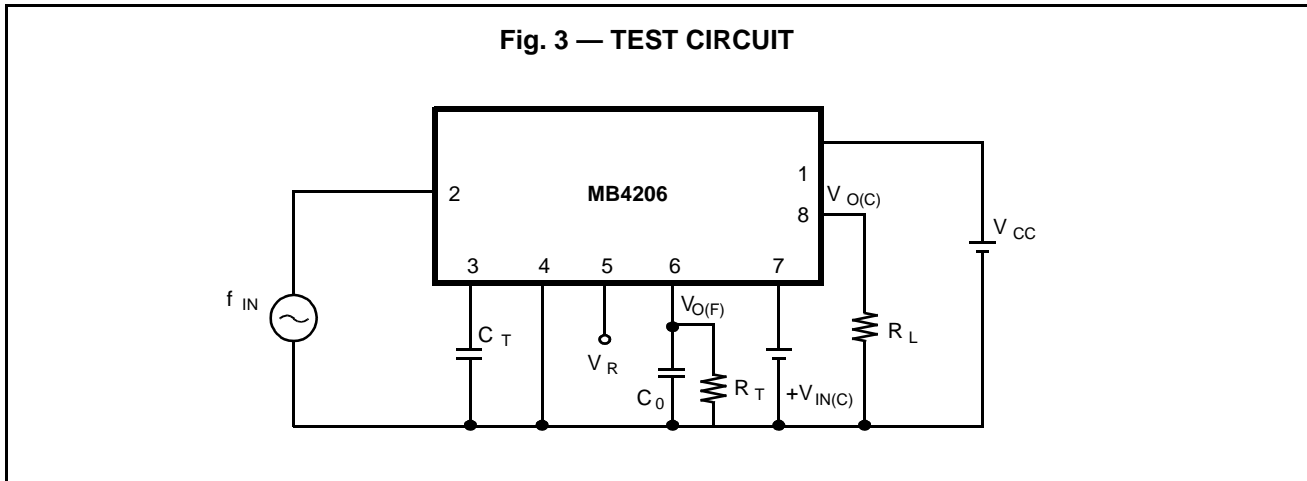 Fig. 3 — TEST CIRCUIT
1
2
MB4206
V O(C)
8
V CC
3 4 5 6 7
f IN
V O(F)
C T
V R
R L
C 0
R T
+V IN(C)